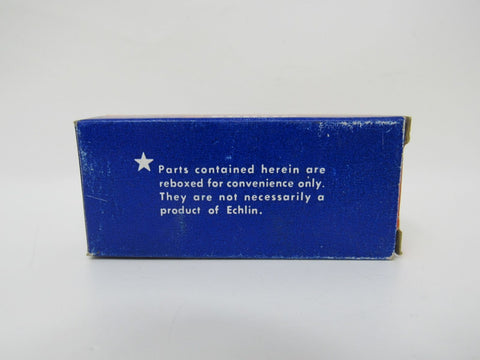 Parts contained herein are
reboxed for convenience only.
They are not necessarily a
product of Echlin.